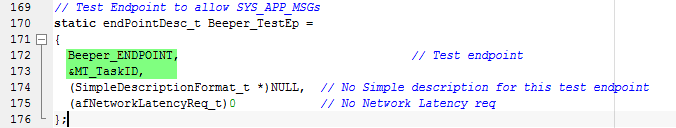 169 // Test Endpoint to allow SYS_APP_MSGs
170 static endPointDesc_t Beeper_TestEp =
171 {
172 Beeper_ENDPOINT, // Test endpoint
173 &MT_TaskID,
174 (SimpleDescriptionFormat_t *)NULL, // No Simple description for this test endpoint
175 (afNetworkLatencyReq_t)0 // No Network Latency req
176 };